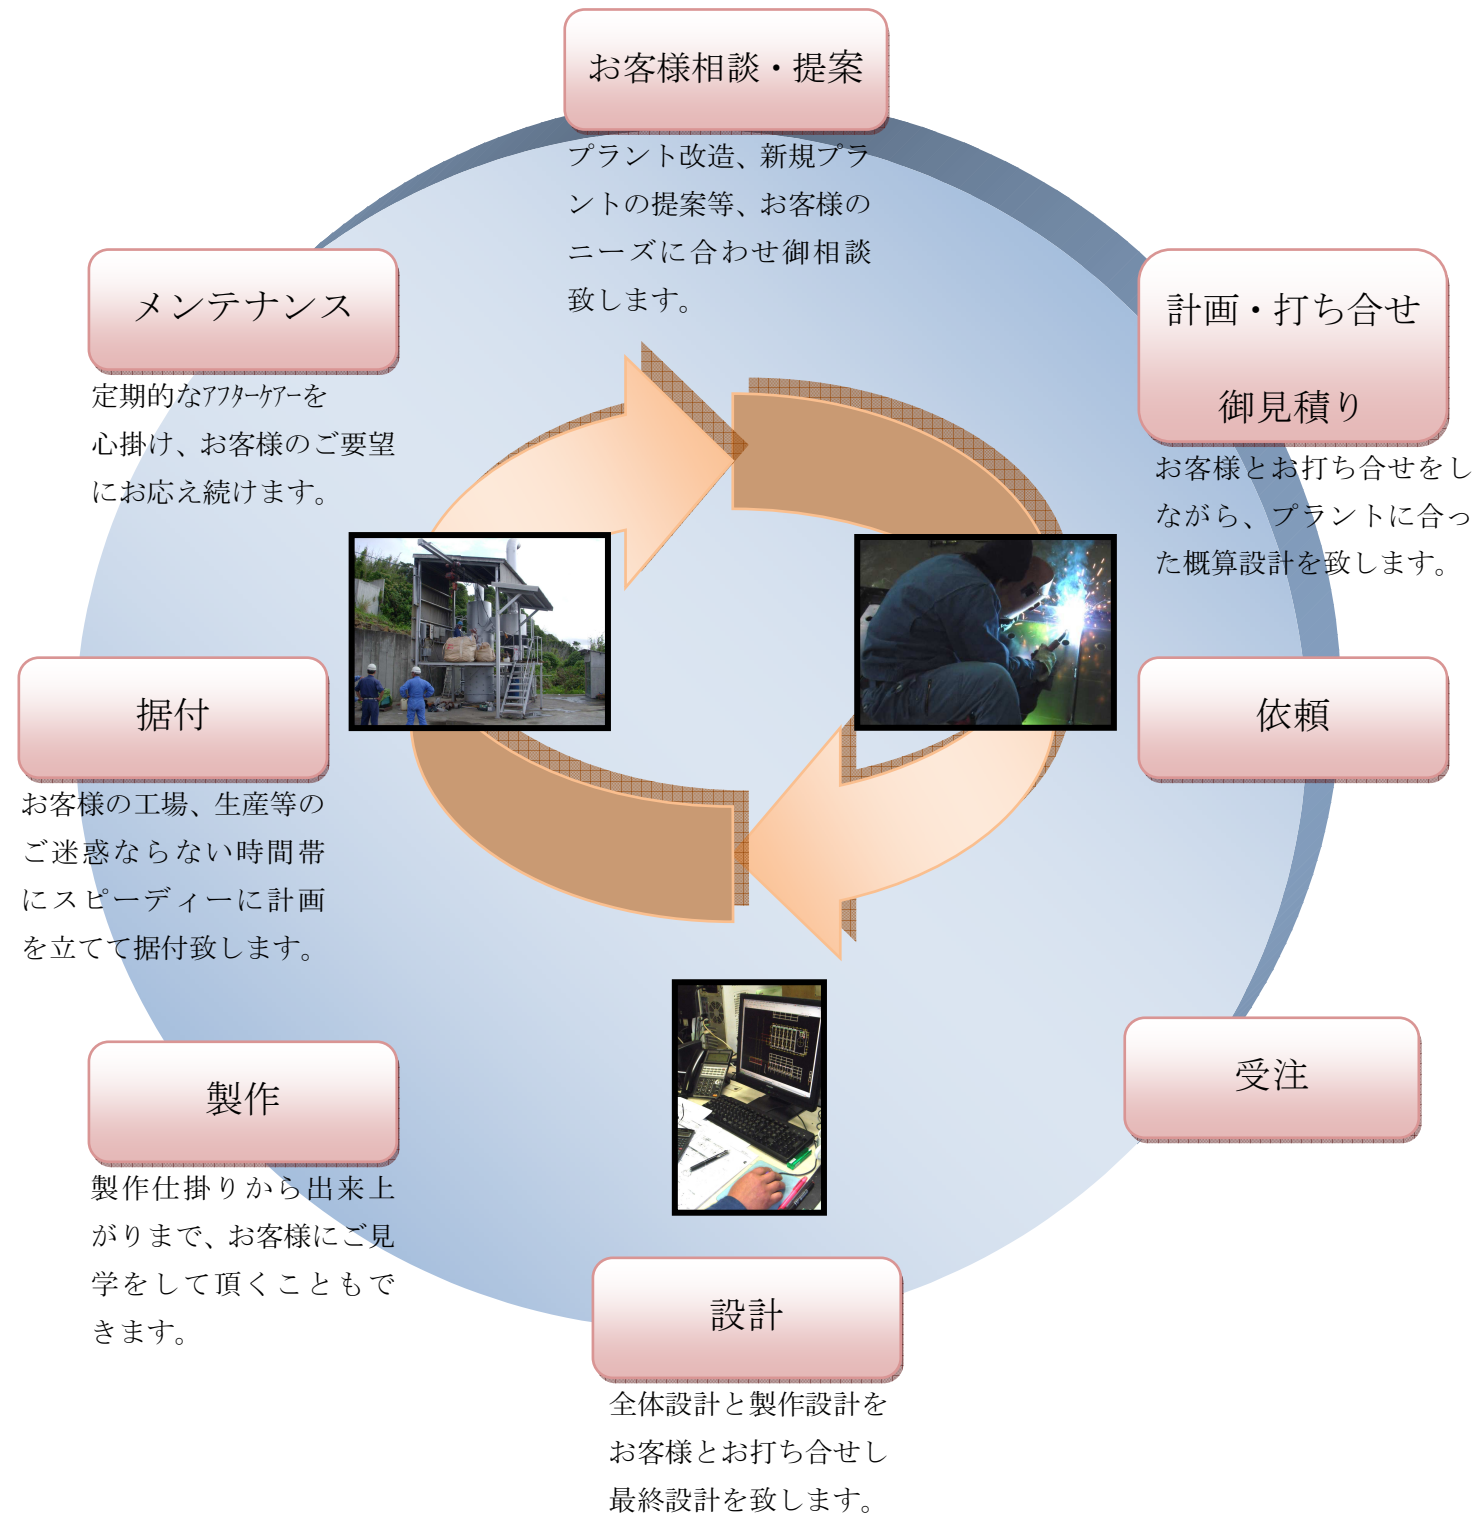 お客様相談・提案
プラント改造、新規プラ
ントの提案等、お客様の
ニーズに合わせ御相談
致します。
計画・打ち合せ
御見積り
お客様とお打ち合せをし
ながら、プラントに合っ
た概算設計を致します。
依頼
受注
設計
全体設計と製作設計を
お客様とお打ち合せし
最終設計を致します。
製作
製作仕掛りから出来上
がりまで、お客様にご見
学をして頂くこともで
きます。
据付
お客様の工場、生産等の
ご迷惑ならない時間帯
にスピーディーに計画
を立てて据付致します。
メンテナンス
定期的なｱﾌﾀｰｹｱｰを
心掛け、お客様のご要望
にお応え続けます。